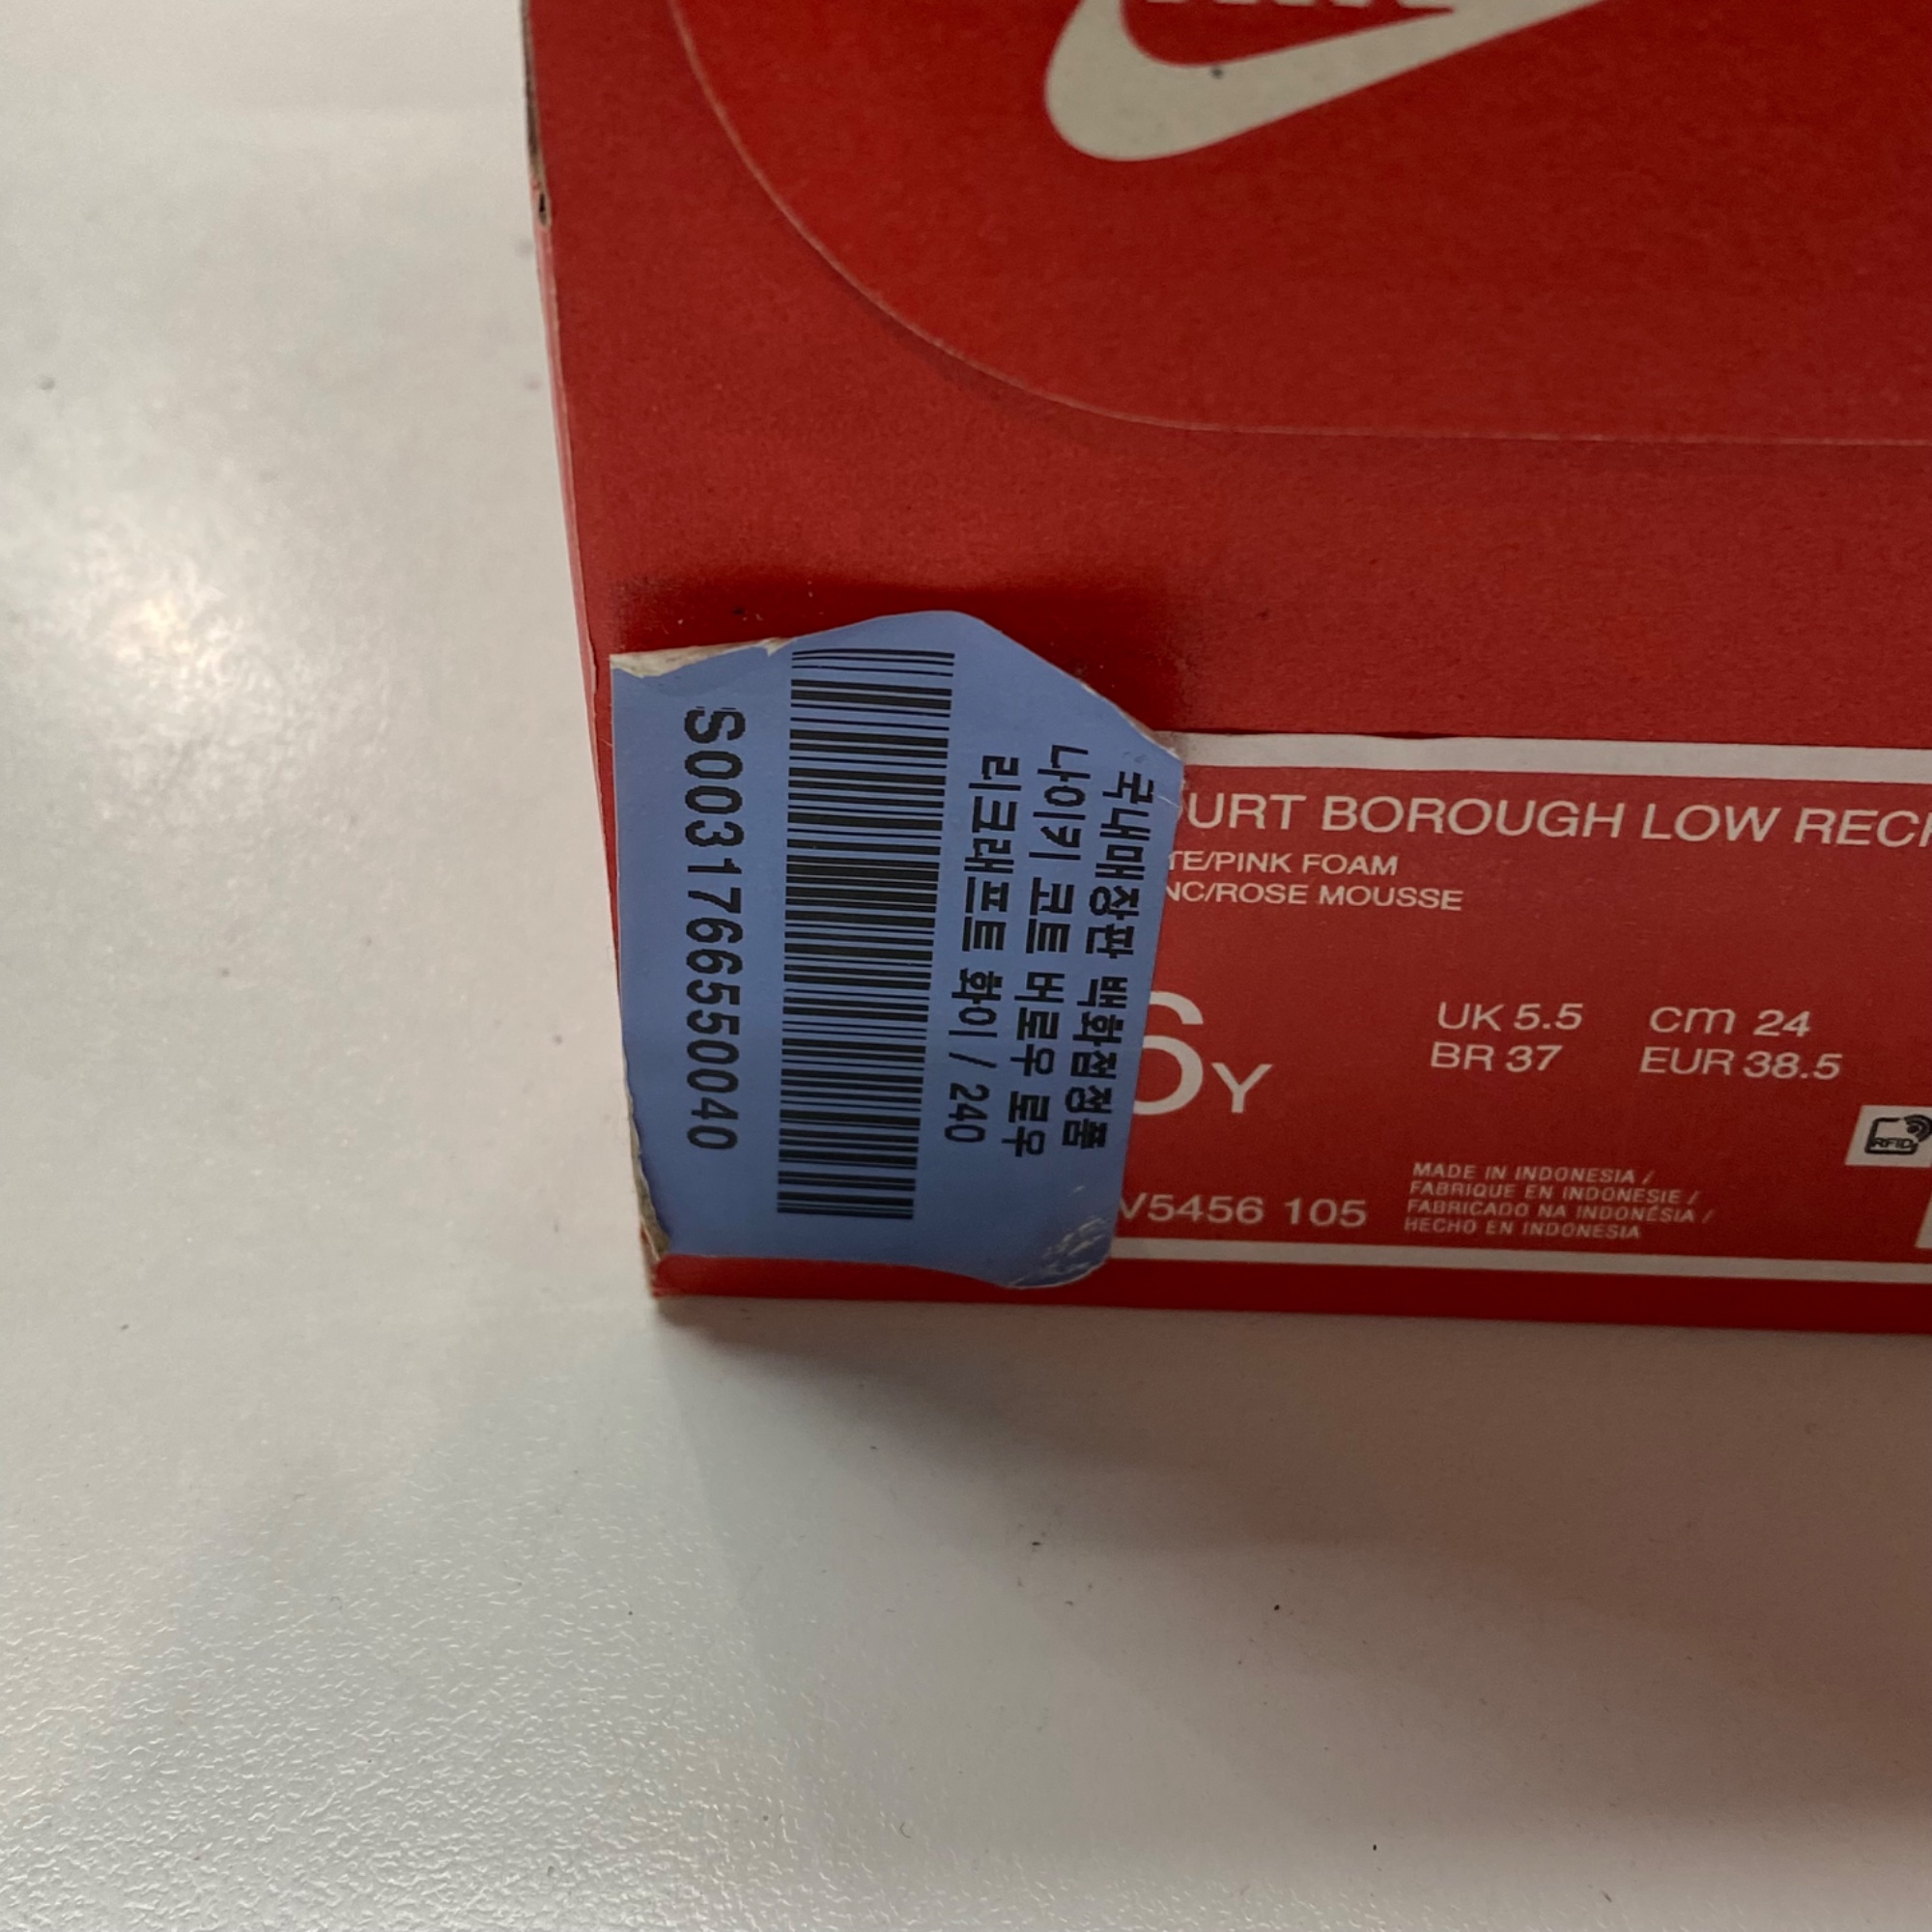 국내매장판 백화점정품
나이키 코트 버로우 로우
리크래프트 화이 / 240
S0031766550040
URT BOROUGH LOW RECR
TE/PINK FOAM
NC/ROSE MOUSSE
6Y
UK 5.5 cm 24
BR 37 EUR 38.5
RFID
V5456 105
MADE IN INDONESIA /
FABRIQUE EN INDONESIE /
FABRICADO NA INDONÉSIA /
HECHO EN INDONESIA